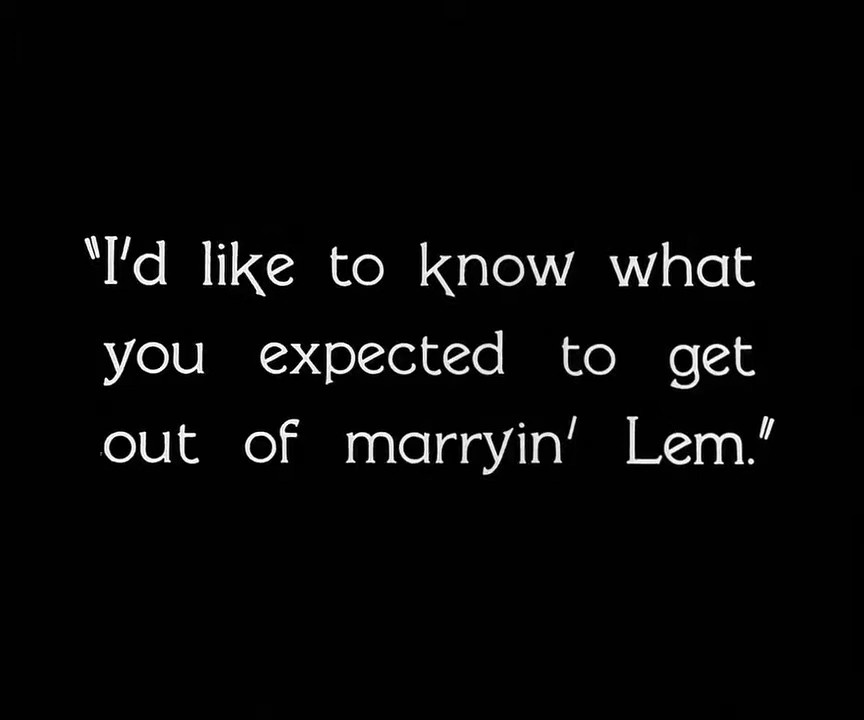 "I'd like to know what
you expected to get
out of marryin' Lem."